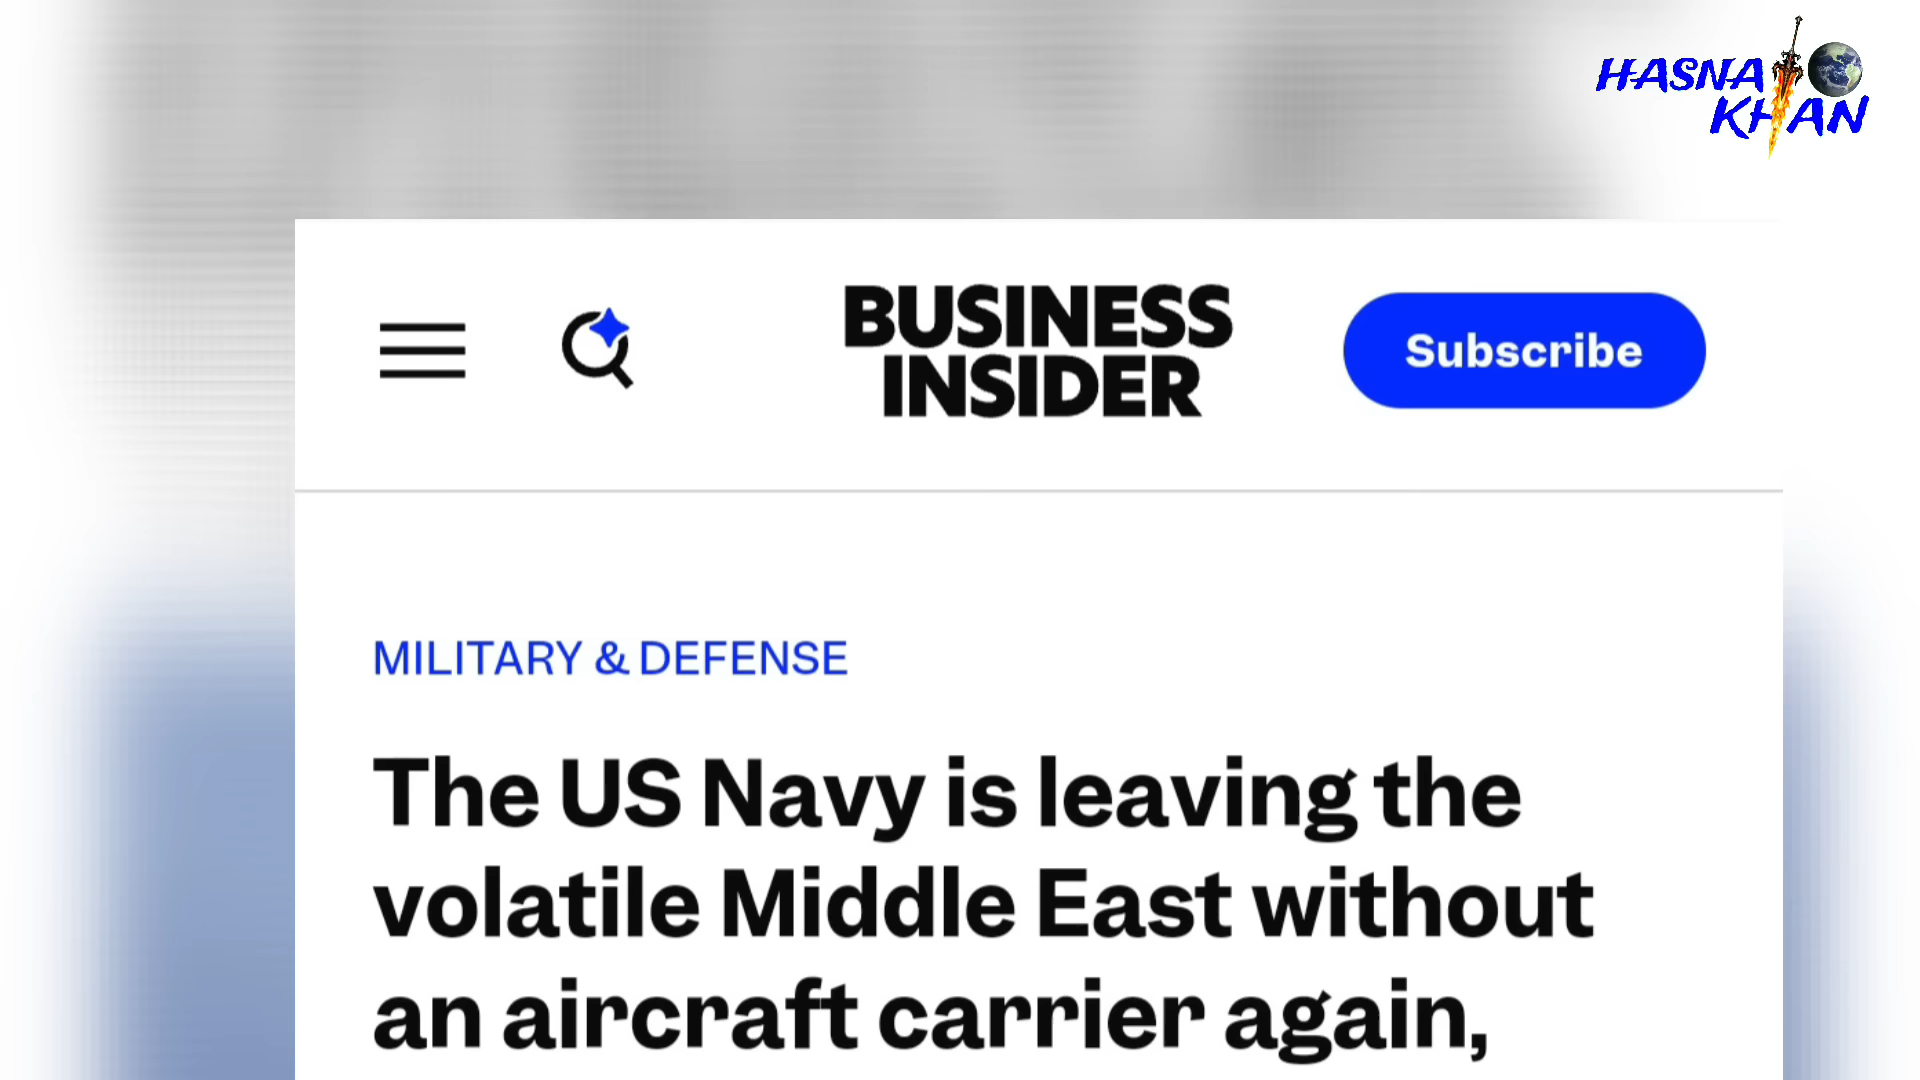 HASNA
KHAN
BUSINESS
INSIDER
Subscribe
MILITARY & DEFENSE
The US Navy is leaving the
volatile Middle East without
an aircraft carrier again,